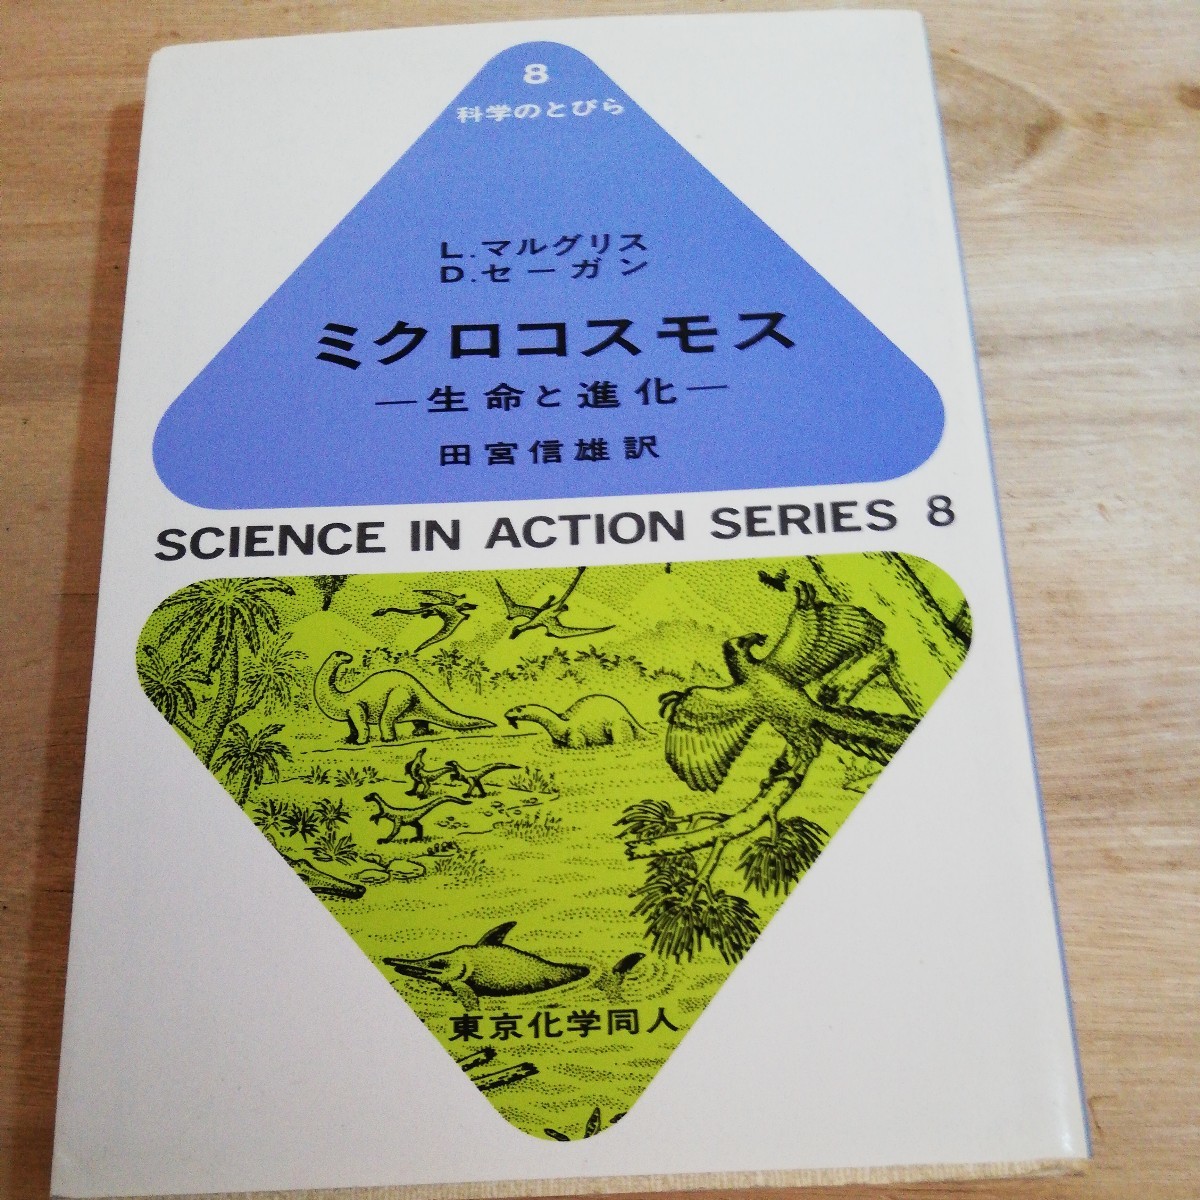 8
科学のとびら
L.マルグリス
D.セーガン
ミクロコスモス
—生命と進化—
田宮信雄訳
SCIENCE IN ACTION SERIES 8
東京化学同人